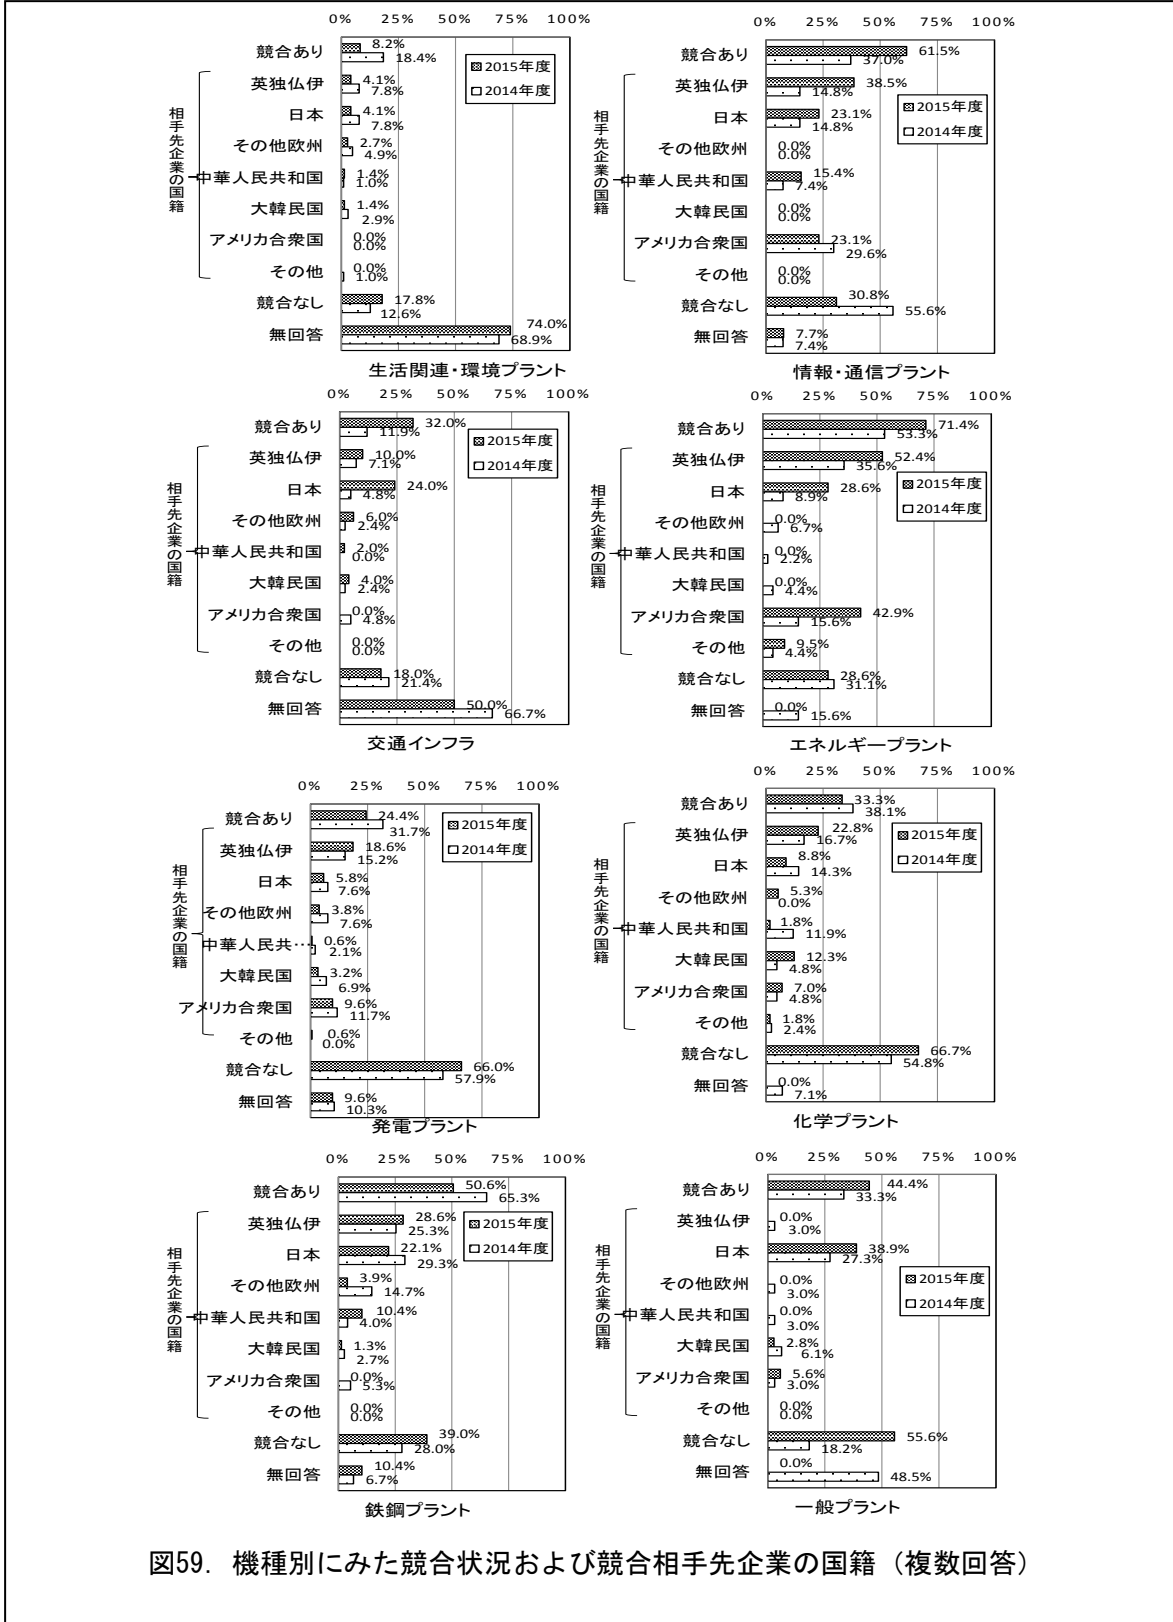 0% 25% 50% 75% 100%
競合あり 8.2% 18.4%
英独仏伊 4.1% 7.8%
日本 4.1% 7.8%
その他欧州 2.7% 4.9%
中華人民共和国 1.4% 1.0%
大韓民国 1.4% 2.9%
アメリカ合衆国 0.0% 0.0%
その他 0.0% 1.0%
競合なし 17.8% 12.6%
無回答 74.0% 68.9%
相手先企業の国籍
2015年度
2014年度
生活関連・環境プラント
0% 25% 50% 75% 100%
競合あり 61.5% 37.0%
英独仏伊 38.5% 14.8%
日本 23.1% 14.8%
その他欧州 0.0% 0.0%
中華人民共和国 15.4% 7.4%
大韓民国 0.0% 0.0%
アメリカ合衆国 23.1% 29.6%
その他 0.0% 0.0%
競合なし 30.8% 55.6%
無回答 7.7% 7.4%
相手先企業の国籍
2015年度
2014年度
情報・通信プラント
0% 25% 50% 75% 100%
競合あり 32.0% 11.9%
英独仏伊 10.0% 7.1%
日本 24.0% 4.8%
その他欧州 6.0% 2.4%
中華人民共和国 2.0% 0.0%
大韓民国 4.0% 2.4%
アメリカ合衆国 0.0% 4.8%
その他 0.0% 0.0%
競合なし 18.0% 21.4%
無回答 50.0% 66.7%
相手先企業の国籍
2015年度
2014年度
交通インフラ
0% 25% 50% 75% 100%
競合あり 71.4% 53.3%
英独仏伊 52.4% 35.6%
日本 28.6% 8.9%
その他欧州 0.0% 6.7%
中華人民共和国 0.0% 2.2%
大韓民国 0.0% 4.4%
アメリカ合衆国 42.9% 15.6%
その他 9.5% 4.4%
競合なし 28.6% 31.1%
無回答 0.0% 15.6%
相手先企業の国籍
2015年度
2014年度
エネルギープラント
0% 25% 50% 75% 100%
競合あり 24.4% 31.7%
英独仏伊 18.6% 15.2%
日本 5.8% 7.6%
その他欧州 3.8% 7.6%
中華人民共… 0.6% 2.1%
大韓民国 3.2% 6.9%
アメリカ合衆国 9.6% 11.7%
その他 0.6% 0.0%
競合なし 66.0% 57.9%
無回答 9.6% 10.3%
相手先企業の国籍
2015年度
2014年度
発電プラント
0% 25% 50% 75% 100%
競合あり 33.3% 38.1%
英独仏伊 22.8% 16.7%
日本 8.8% 14.3%
その他欧州 5.3% 0.0%
中華人民共和国 1.8% 11.9%
大韓民国 12.3% 4.8%
アメリカ合衆国 7.0% 4.8%
その他 1.8% 2.4%
競合なし 66.7% 54.8%
無回答 0.0% 7.1%
相手先企業の国籍
2015年度
2014年度
化学プラント
0% 25% 50% 75% 100%
競合あり 50.6% 65.3%
英独仏伊 28.6% 25.3%
日本 22.1% 29.3%
その他欧州 3.9% 14.7%
中華人民共和国 10.4% 4.0%
大韓民国 1.3% 2.7%
アメリカ合衆国 0.0% 5.3%
その他 0.0% 0.0%
競合なし 39.0% 28.0%
無回答 10.4% 6.7%
相手先企業の国籍
2015年度
2014年度
鉄鋼プラント
0% 25% 50% 75% 100%
競合あり 44.4% 33.3%
英独仏伊 0.0% 3.0%
日本 38.9% 27.3%
その他欧州 0.0% 3.0%
中華人民共和国 0.0% 3.0%
大韓民国 2.8% 6.1%
アメリカ合衆国 5.6% 3.0%
その他 0.0% 0.0%
競合なし 55.6% 18.2%
無回答 0.0% 48.5%
相手先企業の国籍
2015年度
2014年度
一般プラント
図59. 機種別にみた競合状況および競合相手先企業の国籍（複数回答）